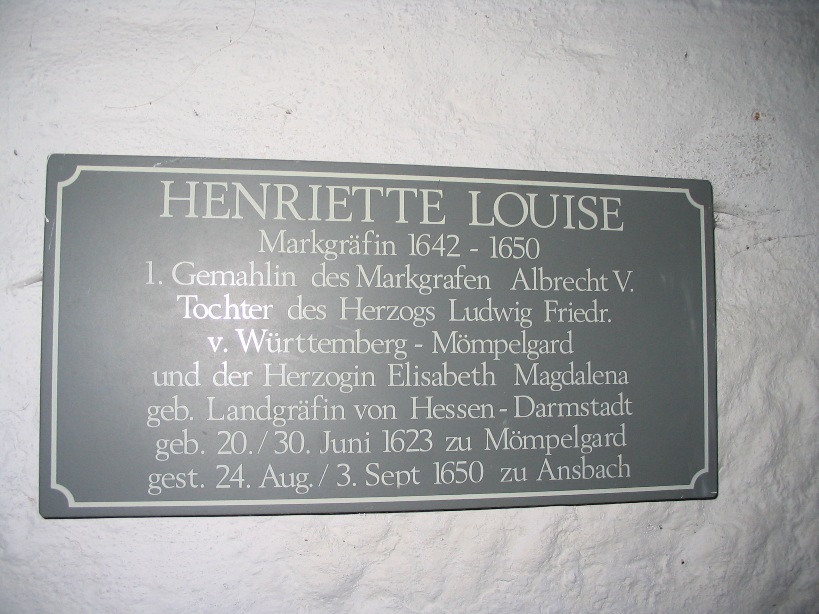 HENRIETTE LOUISE
Markgräfin 1642 - 1650
1. Gemahlin des Markgrafen Albrecht V.
Tochter des Herzogs Ludwig Friedr.
v. Württemberg - Mömpelgard
und der Herzogin Elisabeth Magdalena
geb. Landgräfin von Hessen - Darmstadt
geb. 20. / 30. Juni 1623 zu Mömpelgard
gest. 24. Aug. / 3. Sept 1650 zu Ansbach